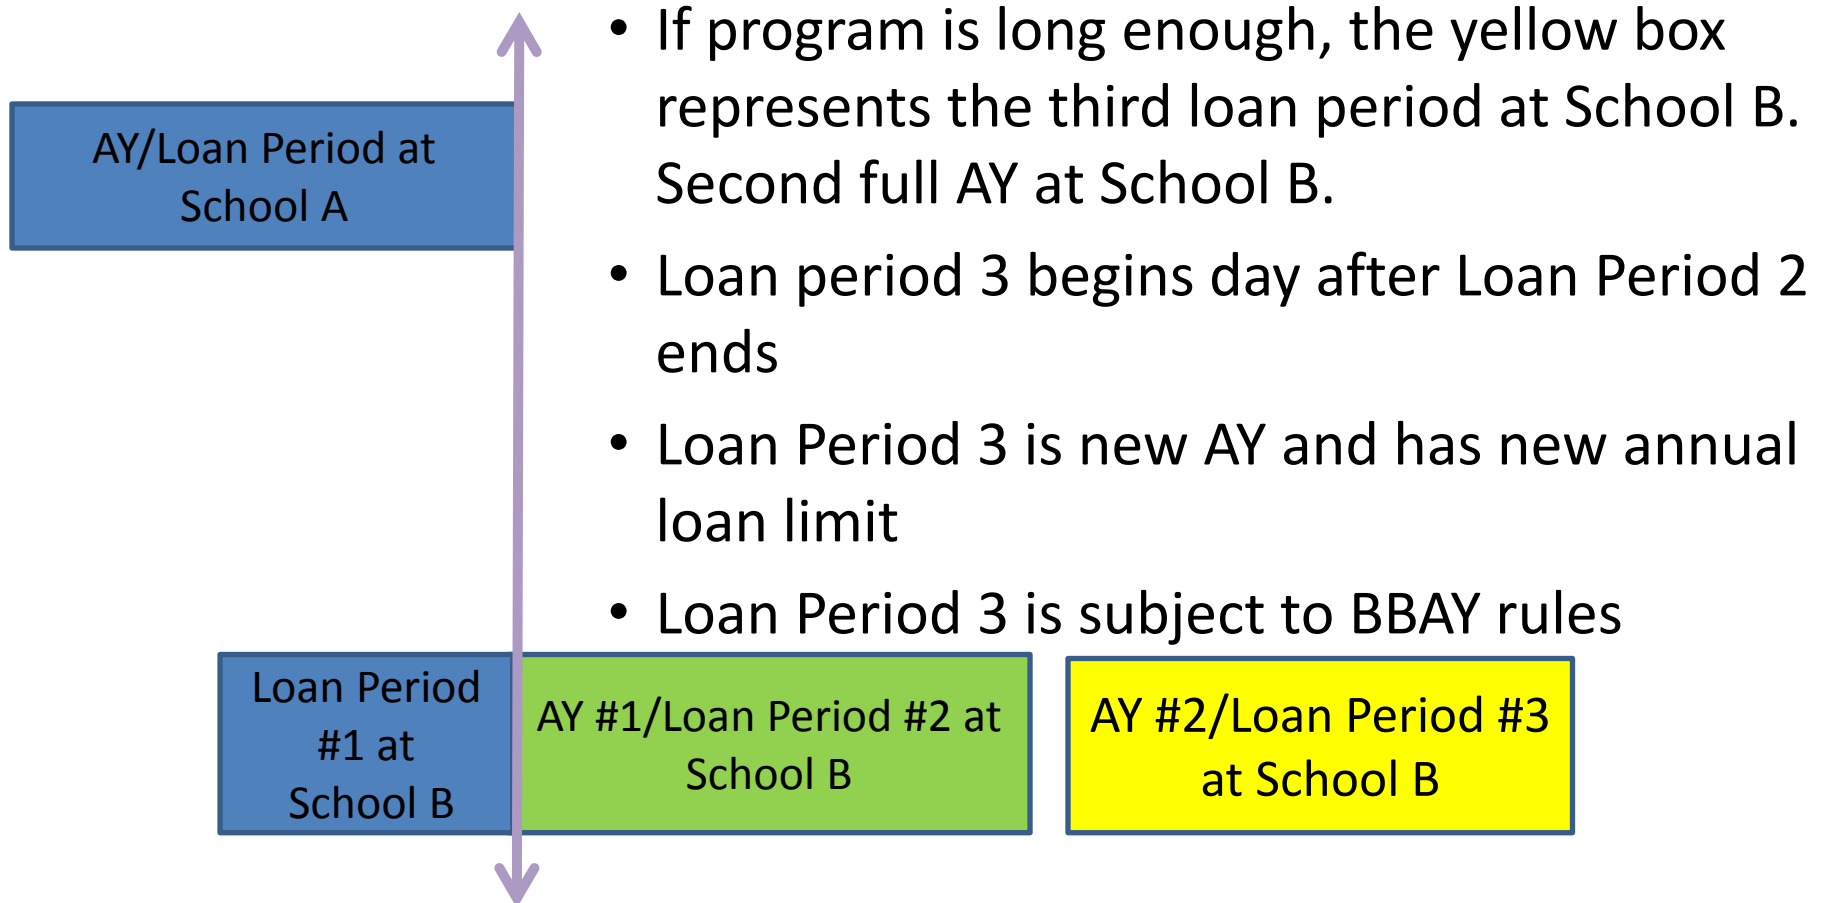 • If program is long enough, the yellow box
represents the third loan period at School B.
Second full AY at School B.
• Loan period 3 begins day after Loan Period 2
ends
• Loan Period 3 is new AY and has new annual
loan limit
• Loan Period 3 is subject to BBAY rules
AY/Loan Period at
School A
Loan Period
#1 at
School B
AY #1/Loan Period #2 at
School B
AY #2/Loan Period #3
at School B